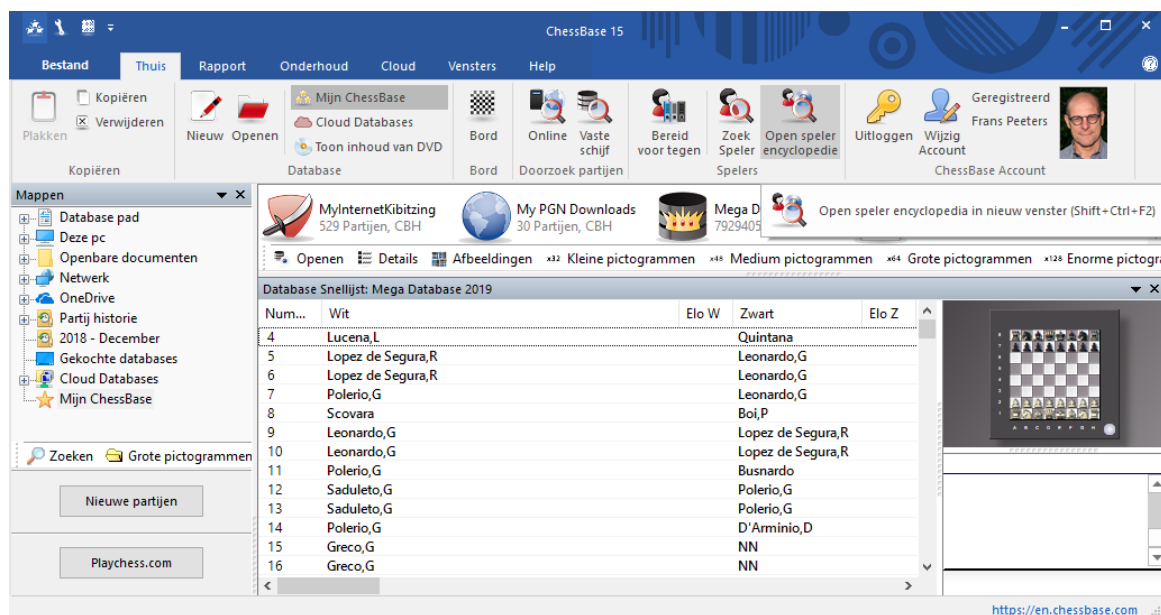 ChessBase 15
Bestand Thuis Rapport Onderhoud Cloud Vensters Help
Plakken
Kopiëren
Verwijderen
Kopiëren
Nieuw Openen
Mijn ChessBase
Cloud Databases
Toon inhoud van DVD
Database
Bord
Bord
Online Vaste schijf
Doorzoek partijen
Bereid voor tegen
Zoek Speler
Open speler encyclopedie
Spelers
Uitloggen Wijzig Account
Geregistreerd
Frans Peeters
ChessBase Account
Mappen
Database pad
Deze pc
Openbare documenten
Netwerk
OneDrive
Partij historie
2018 - December
Gekochte databases
Cloud Databases
Mijn ChessBase
Zoeken Grote pictogrammen
Nieuwe partijen
Playchess.com
MyInternetKibitzing
529 Partijen, CBH
My PGN Downloads
30 Partijen, CBH
Mega D
7929405
Open speler encyclopedia in nieuw venster (Shift+Ctrl+F2)
Openen Details Afbeeldingen x32 Kleine pictogrammen x48 Medium pictogrammen x64 Grote pictogrammen x128 Enorme pictogra
Database Snellijst: Mega Database 2019
Num... Wit Elo W Zwart Elo Z
4 Lucena,L Quintana
5 Lopez de Segura,R Leonardo,G
6 Lopez de Segura,R Leonardo,G
7 Polerio,G Leonardo,G
8 Scovara Boi,P
9 Leonardo,G Lopez de Segura,R
10 Leonardo,G Lopez de Segura,R
11 Polerio,G Busnardo
12 Saduleto,G Polerio,G
13 Saduleto,G Polerio,G
14 Polerio,G D'Arminio,D
15 Greco,G NN
16 Greco,G NN
A B C D E F G H
https://en.chessbase.com